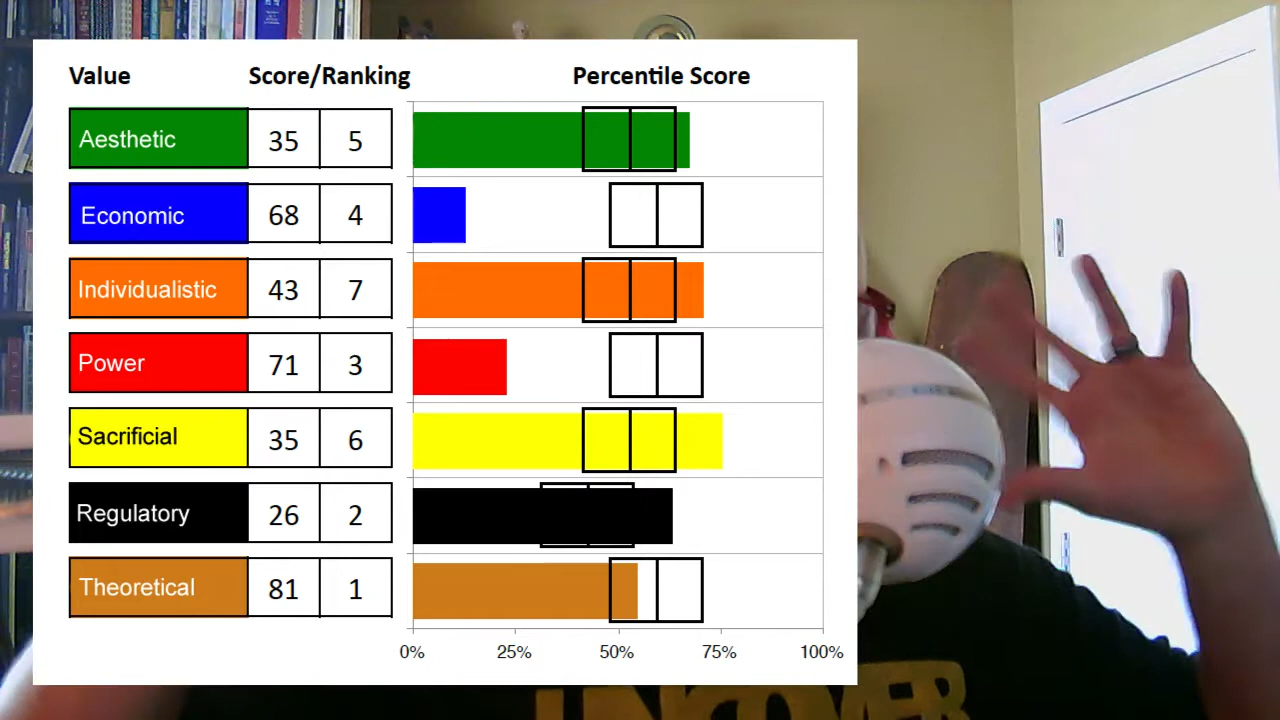 Value Score/Ranking Percentile Score
Aesthetic 35 5
Economic 68 4
Individualistic 43 7
Power 71 3
Sacrificial 35 6
Regulatory 26 2
Theoretical 81 1
0% 25% 50% 75% 100%